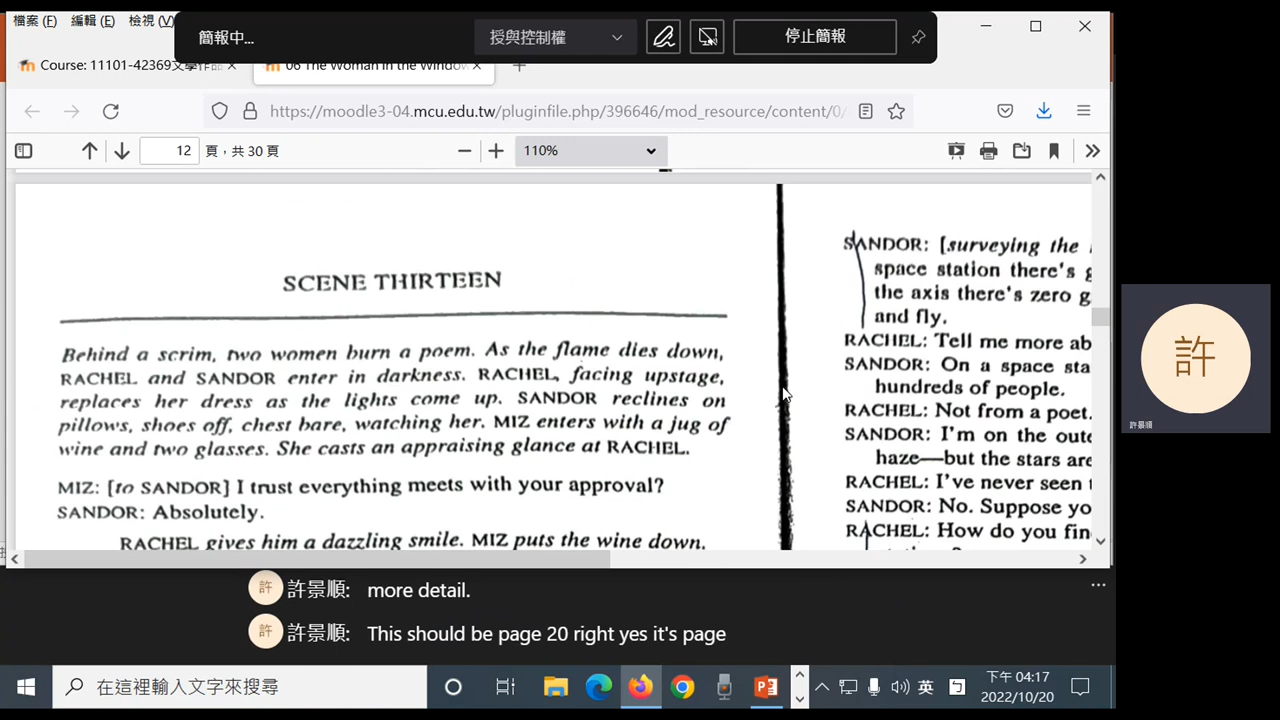 檔案 (F) 編輯 (E) 檢視 (V)
簡報中...
授與控制權
停止簡報
Course: 11101-42369文學作品
06 The Woman in the Window
https://moodle3-04.mcu.edu.tw/pluginfile.php/396646/mod_resource/content/0/
12 頁，共 30 頁
110%
SCENE THIRTEEN
Behind a scrim, two women burn a poem. As the flame dies down,
RACHEL and SANDOR enter in darkness. RACHEL, facing upstage,
replaces her dress as the lights come up. SANDOR reclines on
pillows, shoes off, chest bare, watching her. MIZ enters with a jug of
wine and two glasses. She casts an appraising glance at RACHEL.
MIZ: [to SANDOR] I trust everything meets with your approval?
SANDOR: Absolutely.
RACHEL gives him a dazzling smile. MIZ puts the wine down.
SANDOR: [surveying the
space station there's g
the axis there's zero g
and fly.
RACHEL: Tell me more ab
SANDOR: On a space sta
hundreds of people.
RACHEL: Not from a poet.
SANDOR: I'm on the oute
haze—but the stars are
RACHEL: I've never seen t
SANDOR: No. Suppose yo
RACHEL: How do you fin
許
許景順
許 許景順: more detail.
許 許景順: This should be page 20 right yes it's page
在這裡輸入文字來搜尋
英
下午 04:17
2022/10/20